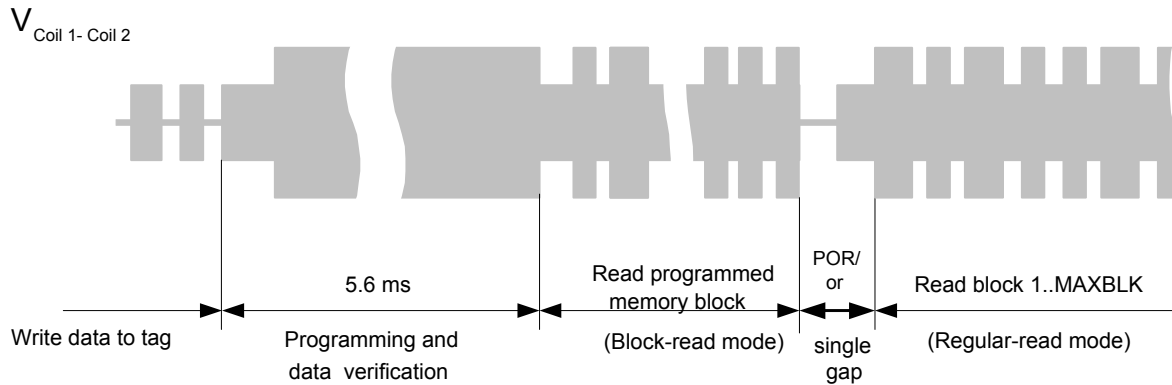 V Coil 1- Coil 2
POR/
or
single
gap
5.6 ms
Read programmed
memory block
Read block 1..MAXBLK
Write data to tag
Programming and
data verification
(Block-read mode)
(Regular-read mode)